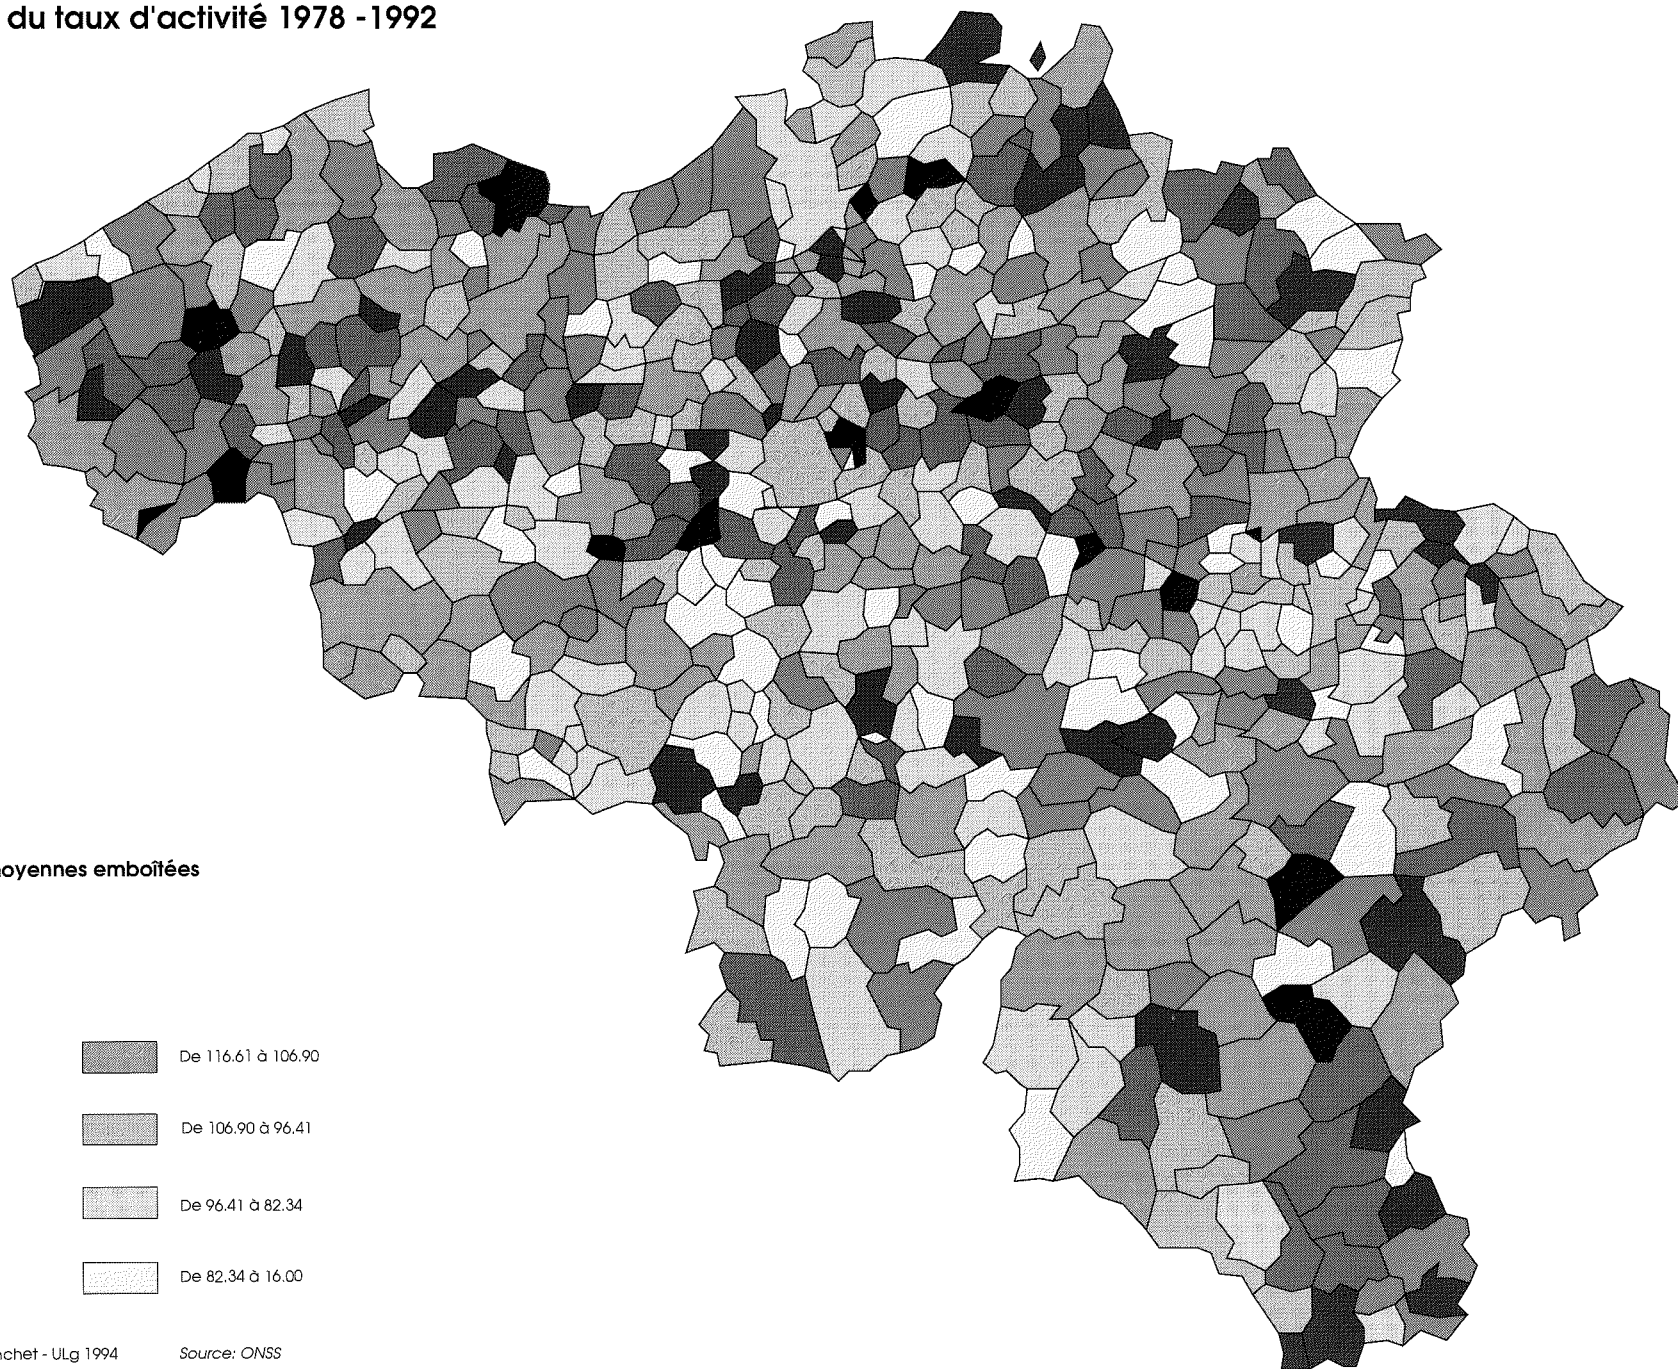 du taux d'activité 1978 -1992
oyennes emboîtées
De 116.61 à 106.90
De 106.90 à 96.41
De 96.41 à 82.34
De 82.34 à 16.00
nchet - ULg 1994 Source: ONSS